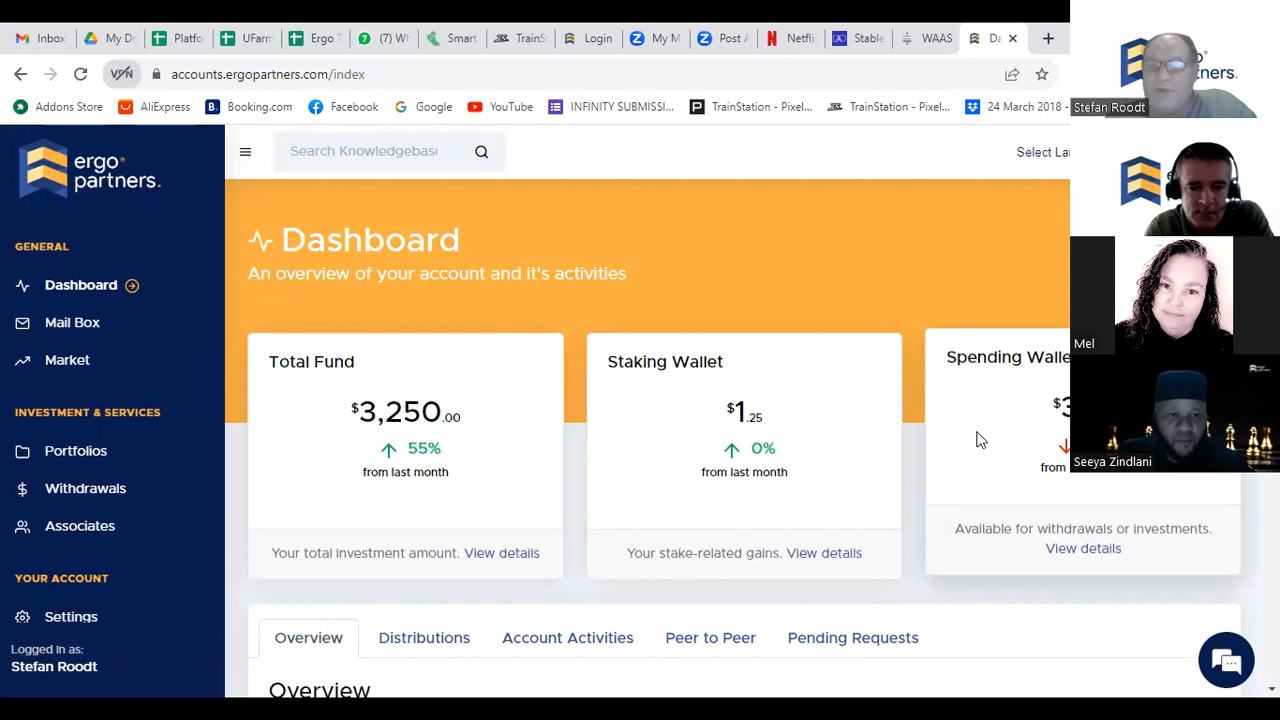 Inbox
My Dr
Platfo
UFarm
Ergo T
(7) Wh
Smart
TrainS
Login
My M
Post A
Netfli
Stable
WAAS
Da
VPN
accounts.ergopartners.com/index
Addons Store
AliExpress
Booking.com
Facebook
Google
YouTube
INFINITY SUBMISSI...
TrainStation - Pixel...
TrainStation - Pixel...
24 March 2018 -
Stefan Roodt
Mel
Seeya Zindlani
ergo
partners.
Search Knowledgebas
Select La
GENERAL
Dashboard
Mail Box
Market
INVESTMENT & SERVICES
Portfolios
Withdrawals
Associates
YOUR ACCOUNT
Settings
Logged in as:
Stefan Roodt
Dashboard
An overview of your account and it's activities
Total Fund
$3,250.00
55%
from last month
Your total investment amount. View details
Staking Wallet
$1.25
0%
from last month
Your stake-related gains. View details
Spending Walle
$3
from
Available for withdrawals or investments.
View details
Overview
Distributions
Account Activities
Peer to Peer
Pending Requests
Overview